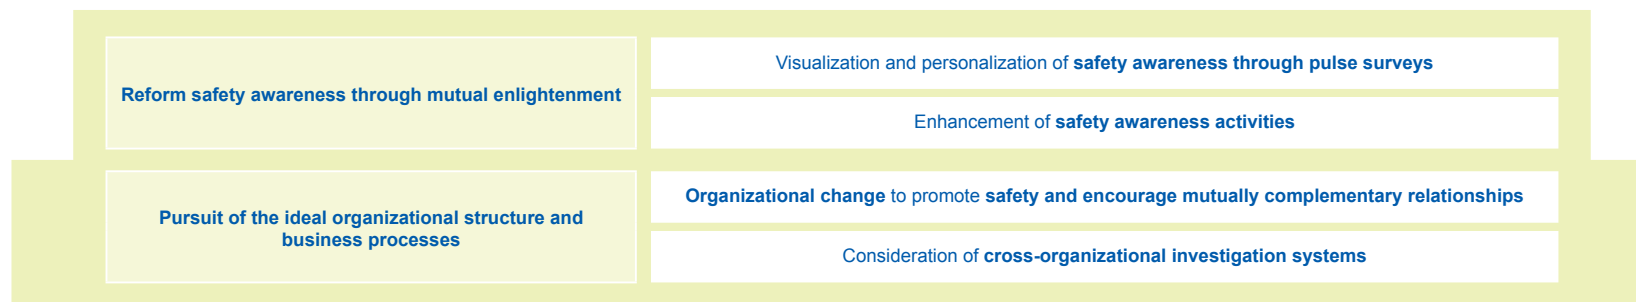 Reform safety awareness through mutual enlightenment
Visualization and personalization of safety awareness through pulse surveys
Enhancement of safety awareness activities
Pursuit of the ideal organizational structure and
business processes
Organizational change to promote safety and encourage mutually complementary relationships
Consideration of cross-organizational investigation systems